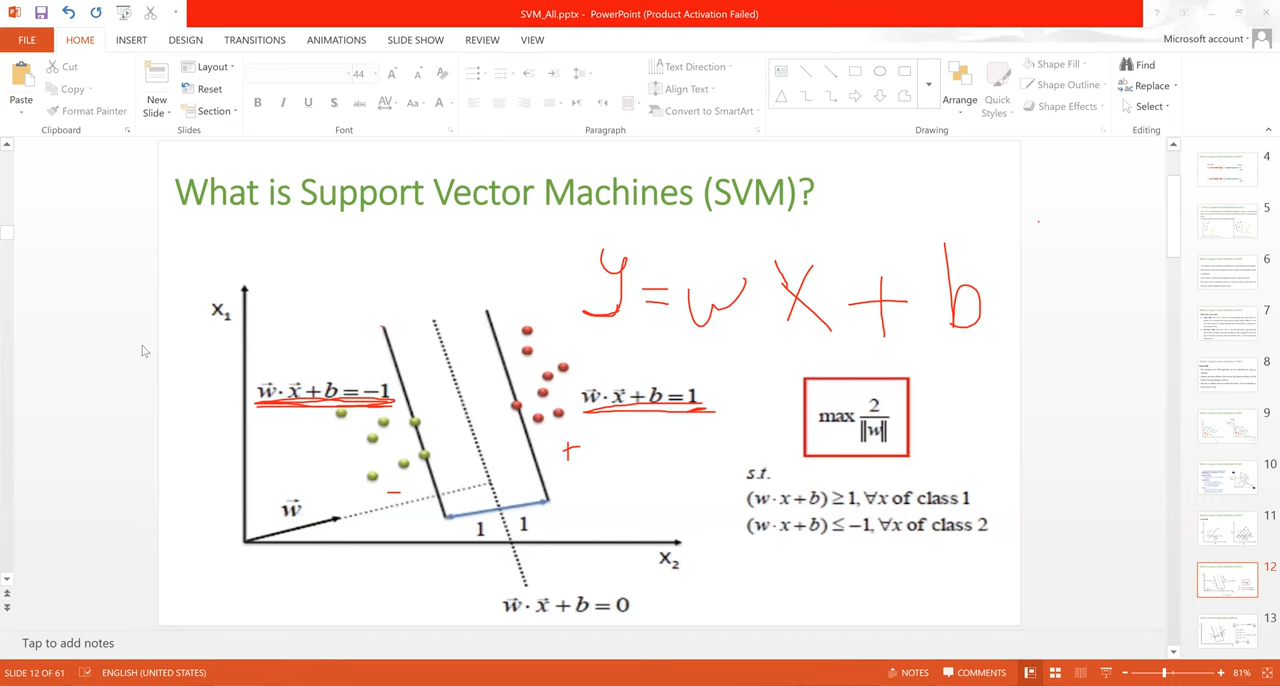 SVM_All.pptx - PowerPoint (Product Activation Failed)
FILE HOME INSERT DESIGN TRANSITIONS ANIMATIONS SLIDE SHOW REVIEW VIEW Microsoft account
Paste
Cut
Copy
Format Painter
Clipboard
New Slide
Layout
Reset
Section
Slides
44
B I U S abc AV Aa A
Font
Text Direction
Align Text
Convert to SmartArt
Paragraph
Arrange
Quick Styles
Shape Fill
Shape Outline
Shape Effects
Drawing
Find
Replace
Select
Editing
What is Support Vector Machines (SVM)?
y = w x + b
X₁
w⃗ · x⃗ + b = −1
w⃗ · x⃗ + b = 1
max 2/‖w‖
+
-
s.t.
(w · x + b) ≥ 1, ∀x of class 1
(w · x + b) ≤ −1, ∀x of class 2
w⃗
1 1
X₂
w⃗ · x⃗ + b = 0
4
5
6
7
8
9
10
11
12
13
Tap to add notes
SLIDE 12 OF 61 ENGLISH (UNITED STATES) NOTES COMMENTS 81%